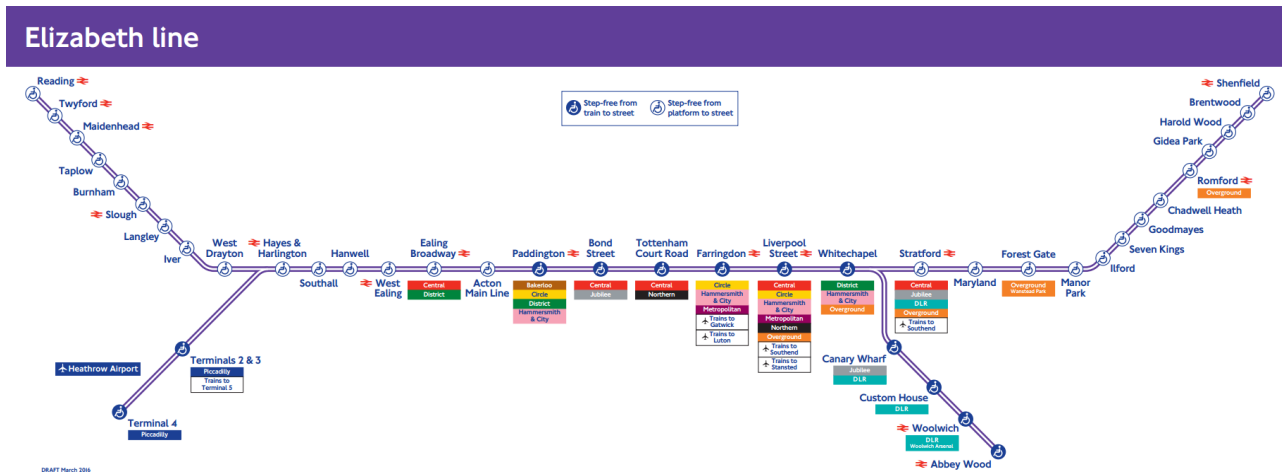 Elizabeth line
Step-free from
train to street
Step-free from
platform to street
Reading
Twyford
Maidenhead
Taplow
Burnham
Slough
Langley
Iver
West
Drayton
Hayes &
Harlington
Southall
Hanwell
West
Ealing
Ealing
Broadway
Central
District
Acton
Main Line
Paddington
Bakerloo
Circle
District
Hammersmith
& City
Bond
Street
Central
Jubilee
Tottenham
Court Road
Central
Northern
Farringdon
Circle
Hammersmith
& City
Metropolitan
Trains to
Gatwick
Trains to
Luton
Liverpool
Street
Central
Circle
Hammersmith
& City
Metropolitan
Northern
Overground
Trains to
Southend
Trains to
Stansted
Whitechapel
District
Hammersmith
& City
Overground
Stratford
Central
Jubilee
DLR
Overground
Trains to
Southend
Maryland
Forest Gate
Overground
Wanstead Park
Manor
Park
Ilford
Seven Kings
Goodmayes
Chadwell Heath
Romford
Overground
Gidea Park
Harold Wood
Brentwood
Shenfield
Heathrow Airport
Terminals 2 & 3
Piccadilly
Trains to
Terminal 5
Terminal 4
Piccadilly
Canary Wharf
Jubilee
DLR
Custom House
DLR
Woolwich
DLR
Woolwich Arsenal
Abbey Wood
DRAFT March 2016